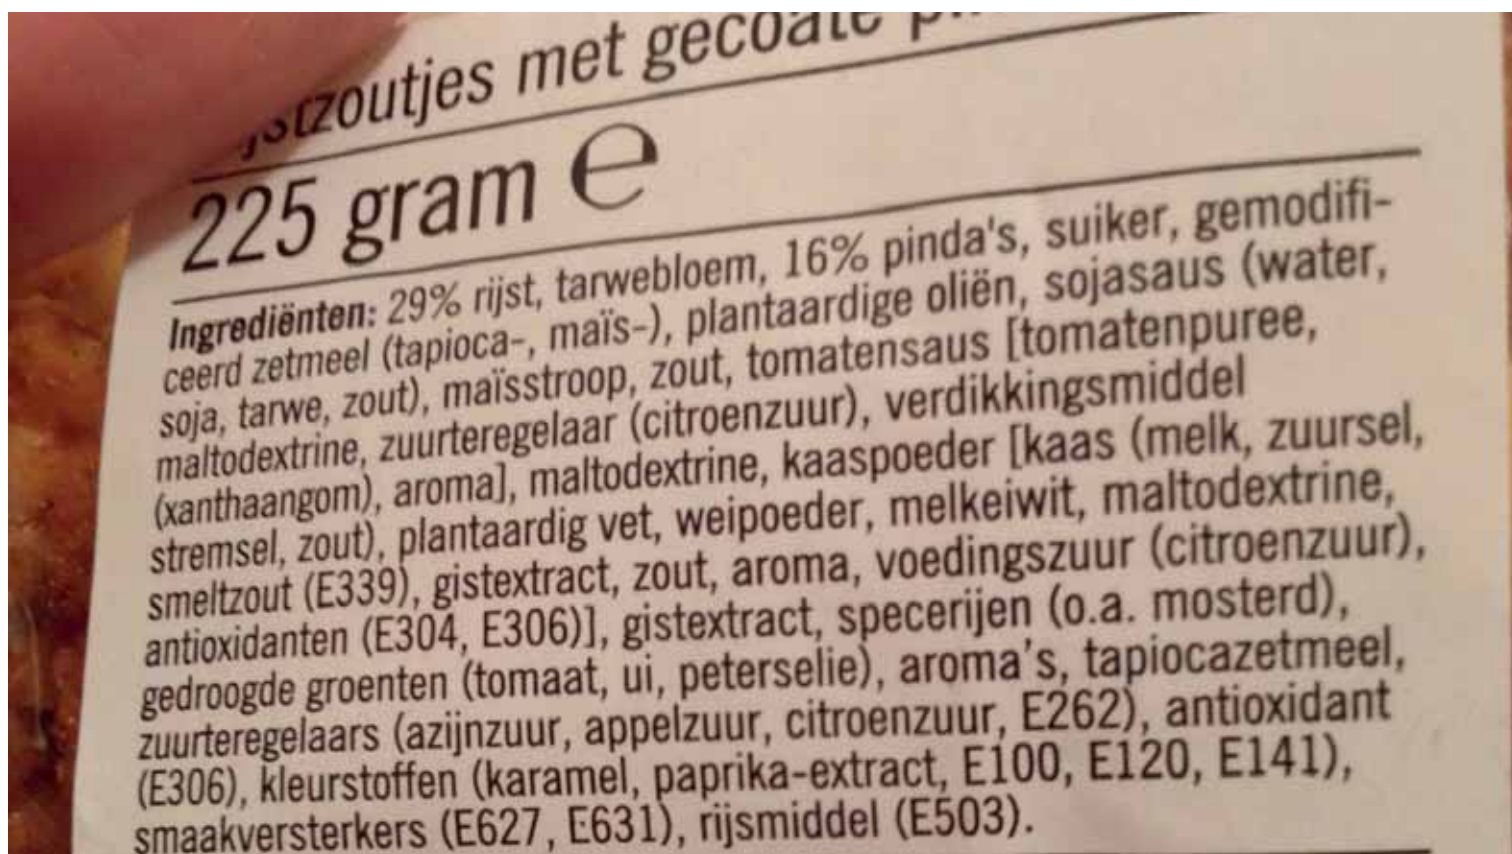 met gecoate
225 gram e
Ingrediënten: 29% rijst, tarwebloem, 16% pinda's, suiker, gemodifi-
ceerd zetmeel (tapioca-, maïs-), plantaardige oliën, sojasaus (water,
soja, tarwe, zout), maïsstroop, zout, tomatensaus [tomatenpuree,
maltodextrine, zuurteregelaar (citroenzuur), verdikkingsmiddel
(xanthaangom), aroma], maltodextrine, kaaspoeder [kaas (melk, zuursel,
stremsel, zout), plantaardig vet, weipoeder, melkeiwit, maltodextrine,
smeltzout (E339), gistextract, zout, aroma, voedingszuur (citroenzuur),
antioxidanten (E304, E306)], gistextract, specerijen (o.a. mosterd),
gedroogde groenten (tomaat, ui, peterselie), aroma's, tapiocazetmeel,
zuurteregelaars (azijnzuur, appelzuur, citroenzuur, E262), antioxidant
(E306), kleurstoffen (karamel, paprika-extract, E100, E120, E141),
smaakversterkers (E627, E631), rijsmiddel (E503).